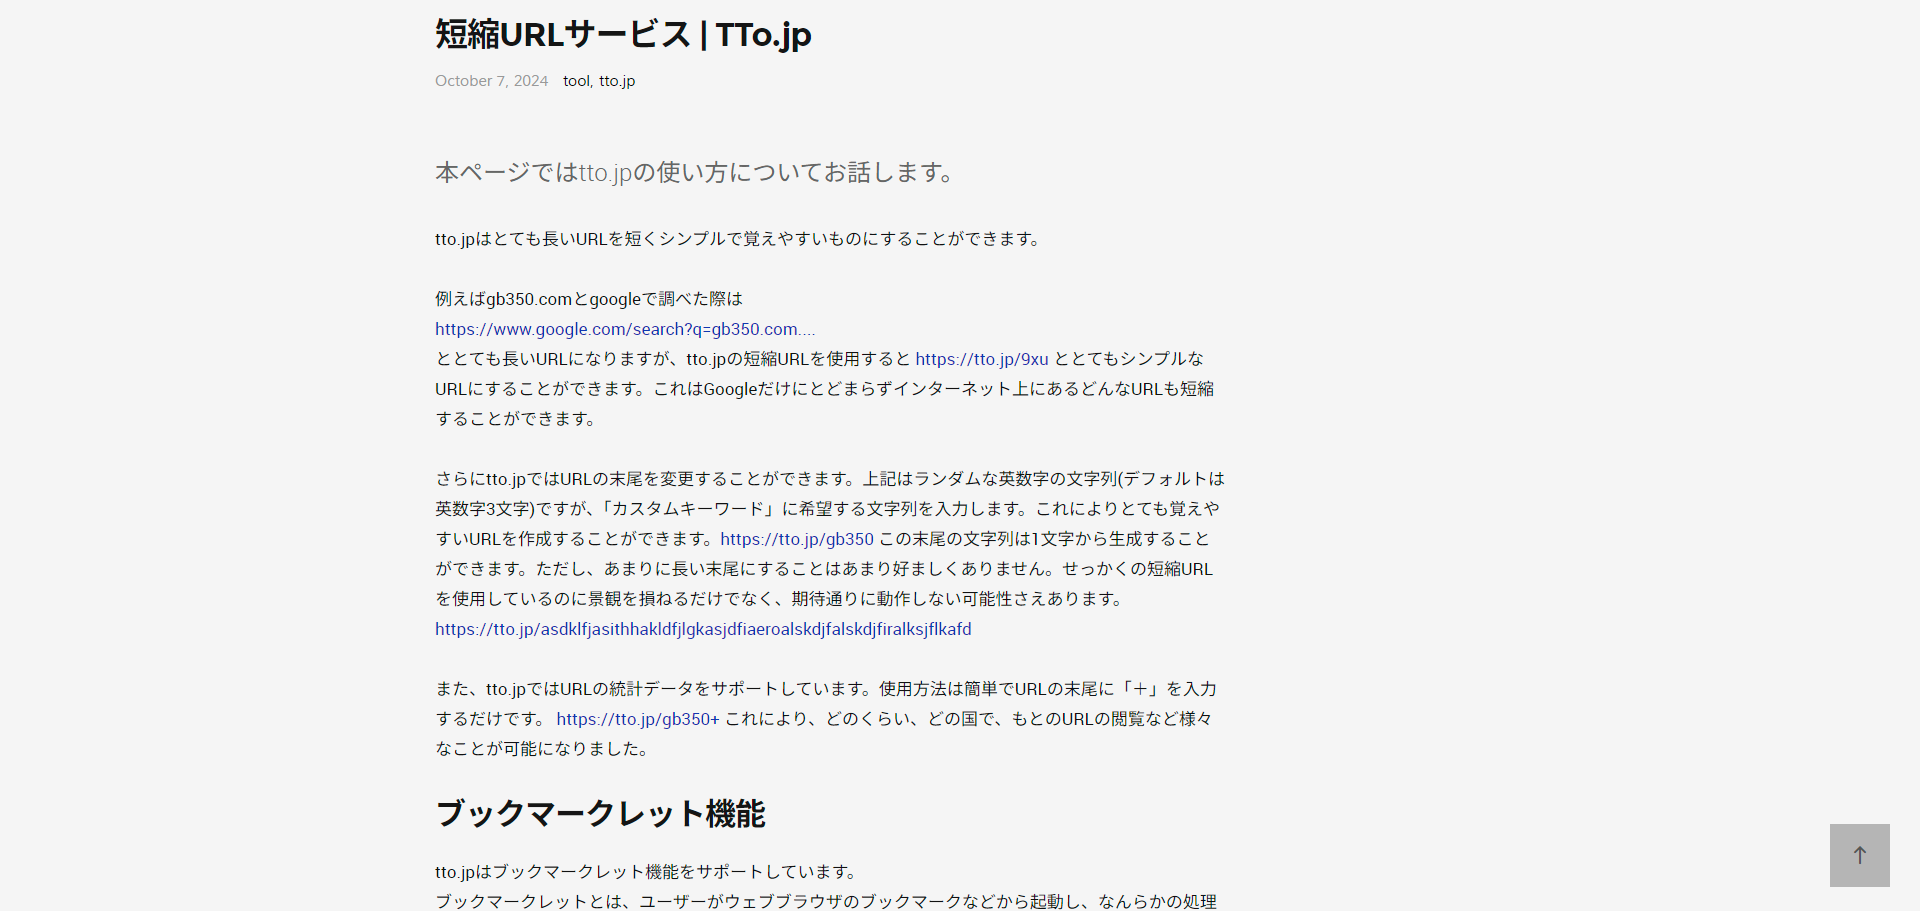 短縮URLサービス | TTo.jp
October 7, 2024 tool, tto.jp
本ページではtto.jpの使い方についてお話します。
tto.jpはとても長いURLを短くシンプルで覚えやすいものにすることができます。
例えばgb350.comとgoogleで調べた際は
https://www.google.com/search?q=gb350.com....
ととても長いURLになりますが、tto.jpの短縮URLを使用すると https://tto.jp/9xu ととてもシンプルな
URLにすることができます。これはGoogleだけにとどまらずインターネット上にあるどんなURLも短縮
することができます。
さらにtto.jpではURLの末尾を変更することができます。上記はランダムな英数字の文字列(デフォルトは
英数字3文字)ですが、「カスタムキーワード」に希望する文字列を入力します。これによりとても覚えや
すいURLを作成することができます。https://tto.jp/gb350 この末尾の文字列は1文字から生成すること
ができます。ただし、あまりに長い末尾にすることはあまり好ましくありません。せっかくの短縮URL
を使用しているのに景観を損ねるだけでなく、期待通りに動作しない可能性さえあります。
https://tto.jp/asdklfjasithhakldfjlgkasjdfiaeroalskdjfalskdjfiralksjflkafd
また、tto.jpではURLの統計データをサポートしています。使用方法は簡単でURLの末尾に「＋」を入力
するだけです。 https://tto.jp/gb350+ これにより、どのくらい、どの国で、もとのURLの閲覧など様々
なことが可能になりました。
ブックマークレット機能
tto.jpはブックマークレット機能をサポートしています。
ブックマークレットとは、ユーザーがウェブブラウザのブックマークなどから起動し、なんらかの処理